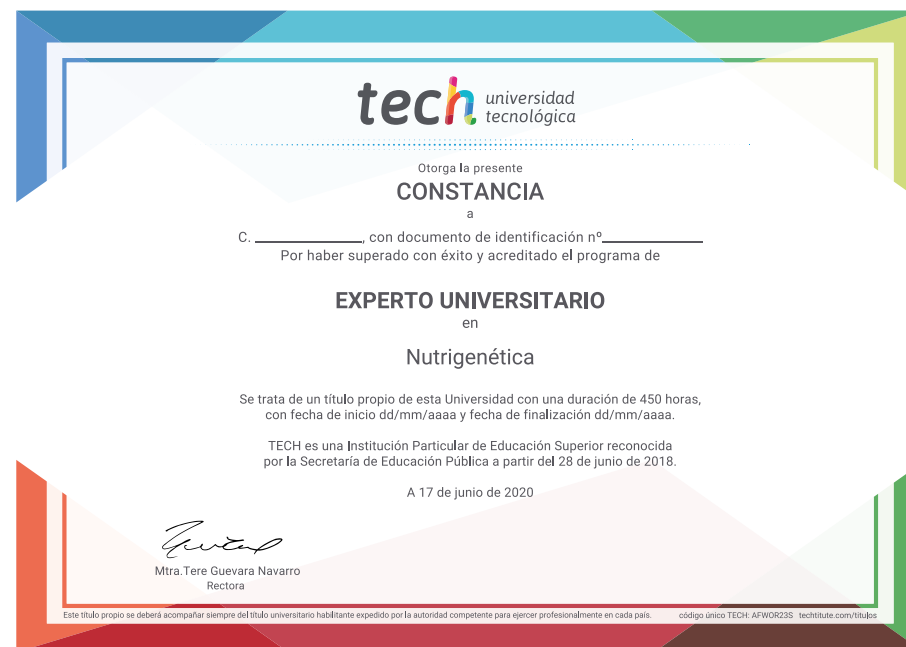 tech universidad
tecnológica
Otorga la presente
CONSTANCIA
a
C. ____________, con documento de identificación nº____________
Por haber superado con éxito y acreditado el programa de
EXPERTO UNIVERSITARIO
en
Nutrigenética
Se trata de un título propio de esta Universidad con una duración de 450 horas,
con fecha de inicio dd/mm/aaaa y fecha de finalización dd/mm/aaaa.
TECH es una Institución Particular de Educación Superior reconocida
por la Secretaría de Educación Pública a partir del 28 de junio de 2018.
A 17 de junio de 2020
Mtra.Tere Guevara Navarro
Rectora
Este título propio se deberá acompañar siempre del título universitario habilitante expedido por la autoridad competente para ejercer profesionalmente en cada país. código único TECH: AFWOR23S techtitute.com/titulos